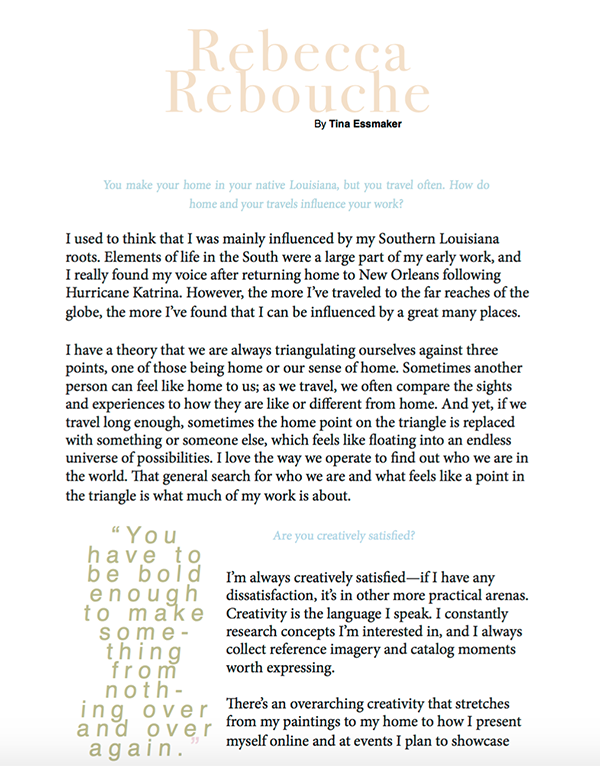 Rebecca
Rebouche
By Tina Essmaker
You make your home in your native Louisiana, but you travel often. How do
home and your travels influence your work?
I used to think that I was mainly influenced by my Southern Louisiana
roots. Elements of life in the South were a large part of my early work, and
I really found my voice after returning home to New Orleans following
Hurricane Katrina. However, the more I’ve traveled to the far reaches of the
globe, the more I’ve found that I can be influenced by a great many places.
I have a theory that we are always triangulating ourselves against three
points, one of those being home or our sense of home. Sometimes another
person can feel like home to us; as we travel, we often compare the sights
and experiences to how they are like or different from home. And yet, if we
travel long enough, sometimes the home point on the triangle is replaced
with something or someone else, which feels like floating into an endless
universe of possibilities. I love the way we operate to find out who we are in
the world. That general search for who we are and what feels like a point in
the triangle is what much of my work is about.
“You
have to
be bold
enough
to make
some-
thing
from
noth-
ing over
and over
again.”
Are you creatively satisfied?
I’m always creatively satisfied—if I have any
dissatisfaction, it’s in other more practical arenas.
Creativity is the language I speak. I constantly
research concepts I’m interested in, and I always
collect reference imagery and catalog moments
worth expressing.
There’s an overarching creativity that stretches
from my paintings to my home to how I present
myself online and at events I plan to showcase